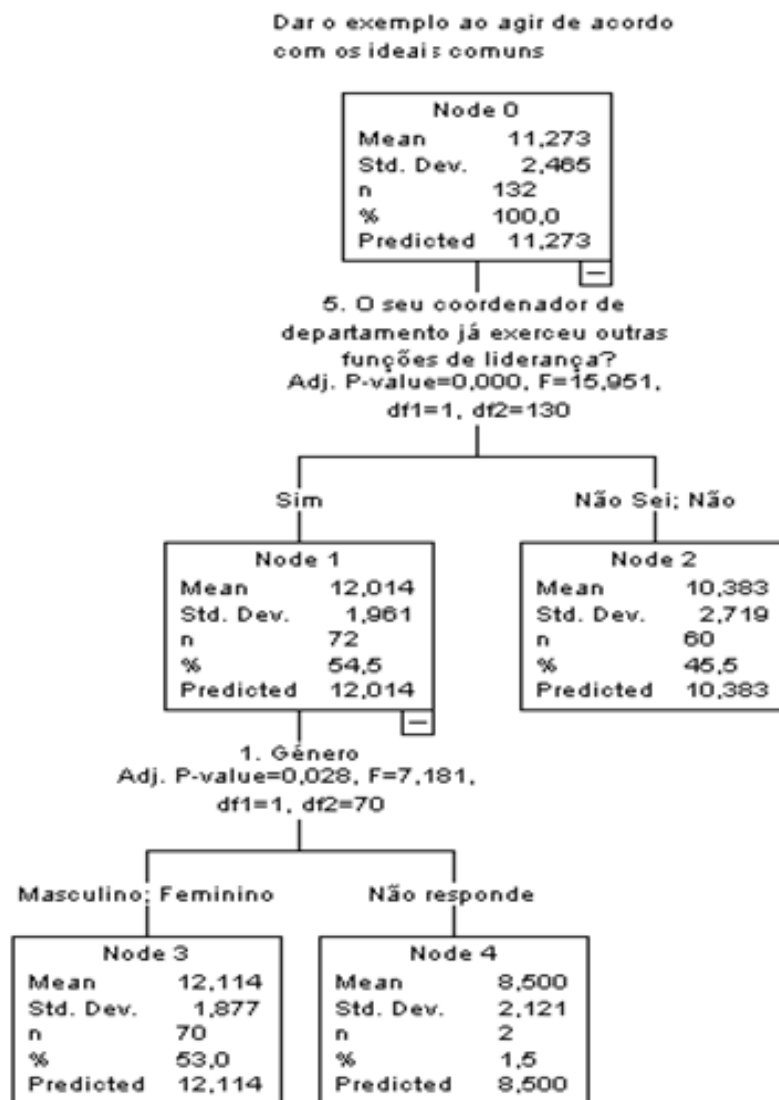 Dar o exemplo ao agir de acordo
com os ideais comuns
Node 0
Mean 11,273
Std. Dev. 2,465
n 132
% 100,0
Predicted 11,273
5. O seu coordenador de
departamento já exerceu outras
funções de liderança?
Adj. P-value=0,000, F=15,951,
df1=1, df2=130
Sim
Não Sei; Não
Node 1
Mean 12,014
Std. Dev. 1,961
n 72
% 54,5
Predicted 12,014
Node 2
Mean 10,383
Std. Dev. 2,719
n 60
% 45,5
Predicted 10,383
1. Género
Adj. P-value=0,028, F=7,181,
df1=1, df2=70
Masculino; Feminino
Não responde
Node 3
Mean 12,114
Std. Dev. 1,877
n 70
% 53,0
Predicted 12,114
Node 4
Mean 8,500
Std. Dev. 2,121
n 2
% 1,5
Predicted 8,500